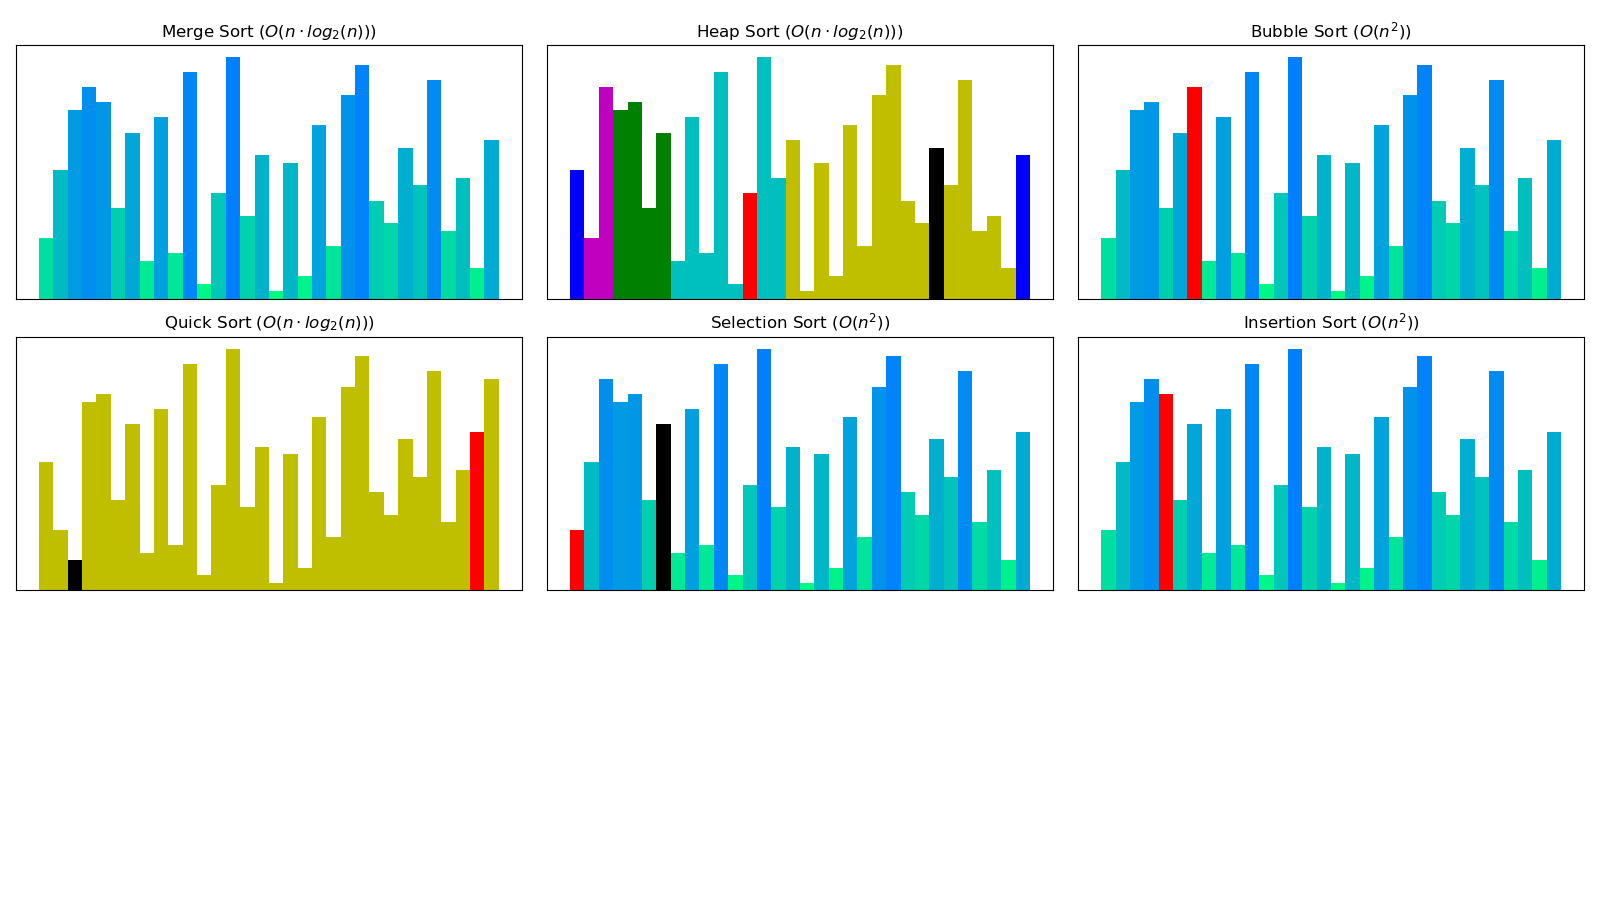 Merge Sort (O(n · log₂(n)))
Heap Sort (O(n · log₂(n)))
Bubble Sort (O(n²))
Quick Sort (O(n · log₂(n)))
Selection Sort (O(n²))
Insertion Sort (O(n²))